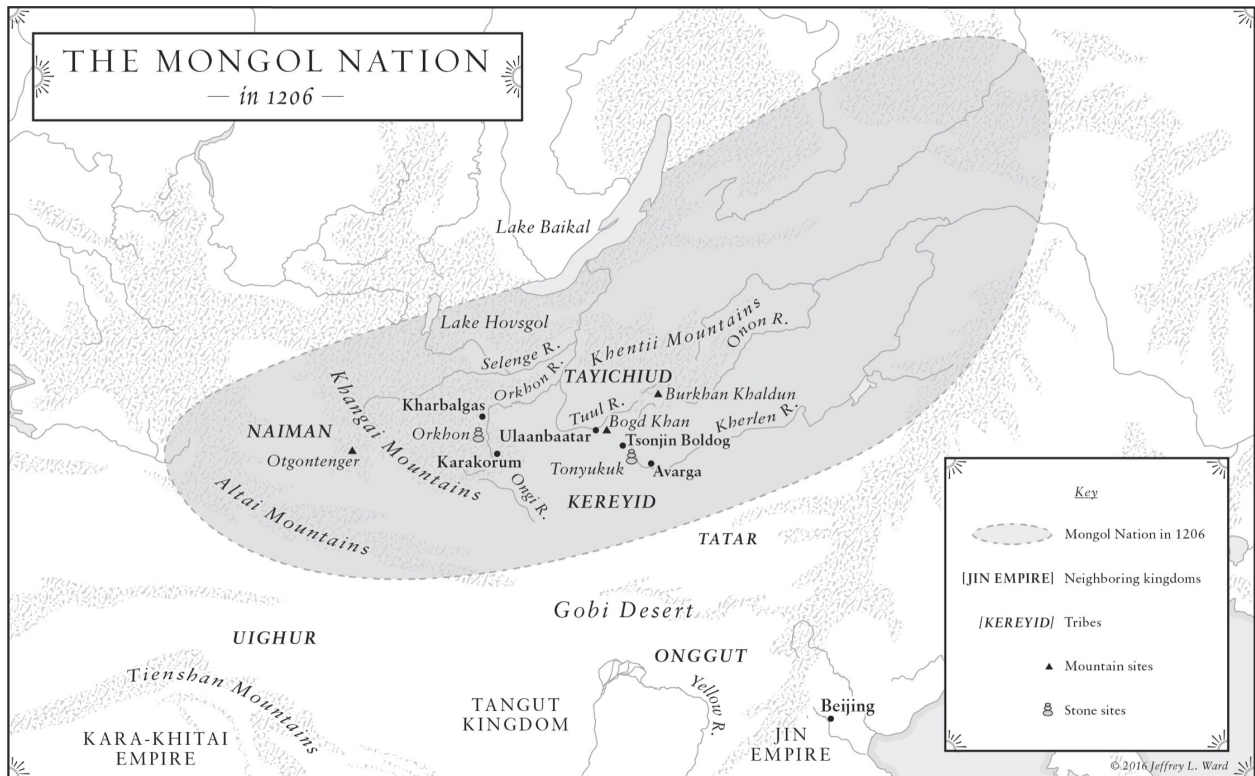 THE MONGOL NATION
— in 1206 —
Lake Baikal
Lake Hovsgol
Selenge R.
Orkhon R.
Khentii Mountains
Onon R.
TAYICHIUD
Burkhan Khaldun
Khangai Mountains
Kharbalgas
Tuul R.
Bogd Khan
Kherlen R.
NAIMAN
Orkhon
Ulaanbaatar
Tsonjin Boldog
Otgontenger
Karakorum
Tonyukuk
Avarga
Ongi R.
KEREYID
Altai Mountains
TATAR
Gobi Desert
UIGHUR
ONGGUT
Tienshan Mountains
Yellow R.
TANGUT
KINGDOM
Beijing
KARA-KHITAI
EMPIRE
JIN
EMPIRE
Key
Mongol Nation in 1206
[JIN EMPIRE] Neighboring kingdoms
[KEREYID] Tribes
Mountain sites
Stone sites
© 2016 Jeffrey L. Ward